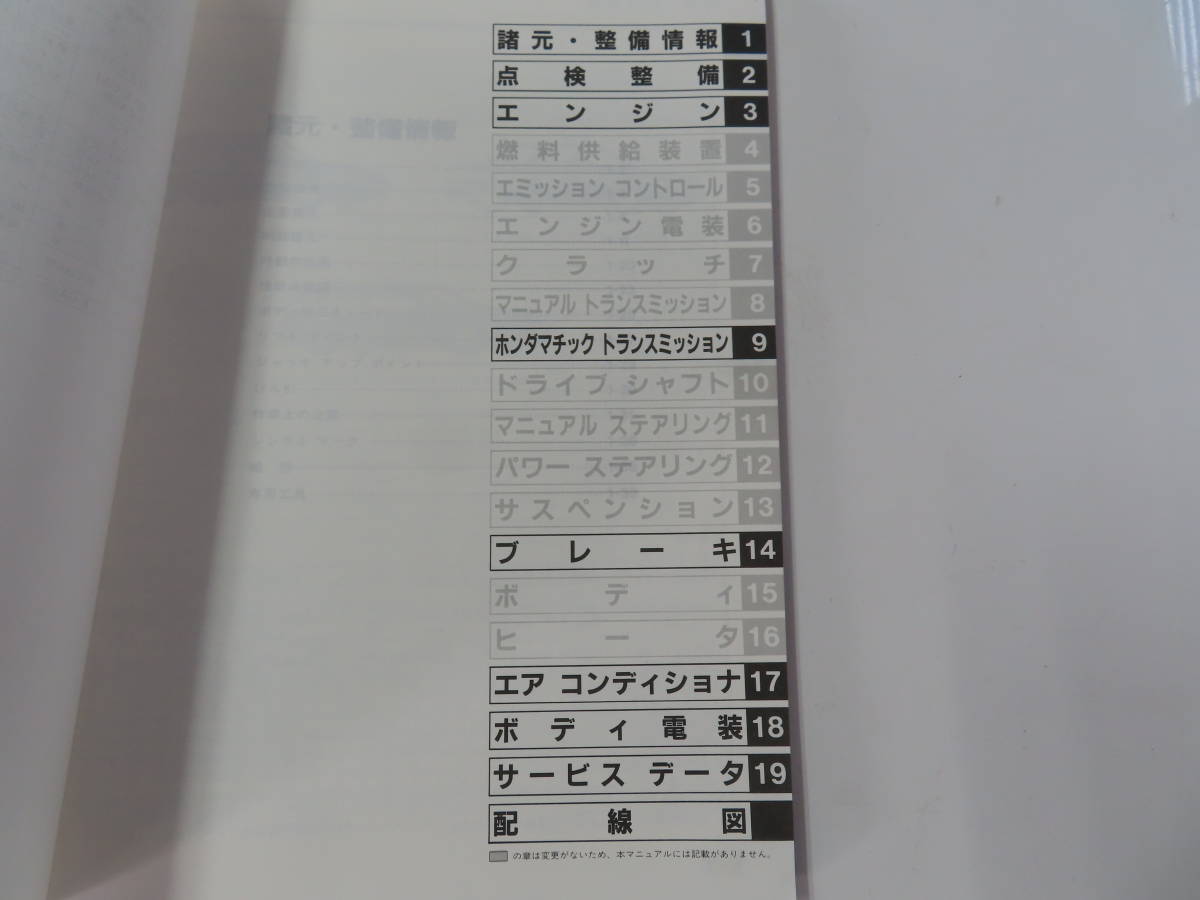 諸元・整備情報 1
点検整備 2
エンジン 3
燃料供給装置 4
エミッション コントロール 5
エンジン電装 6
クラッチ 7
マニュアル トランスミッション 8
ホンダマチック トランスミッション 9
ドライブ シャフト 10
マニュアル ステアリング 11
パワー ステアリング 12
サスペンション 13
ブレーキ 14
ボディ 15
ヒータ 16
エア コンディショナ 17
ボディ電装 18
サービス データ 19
配線図
の章は変更がないため、本マニュアルには記載がありません。
諸元・整備情報